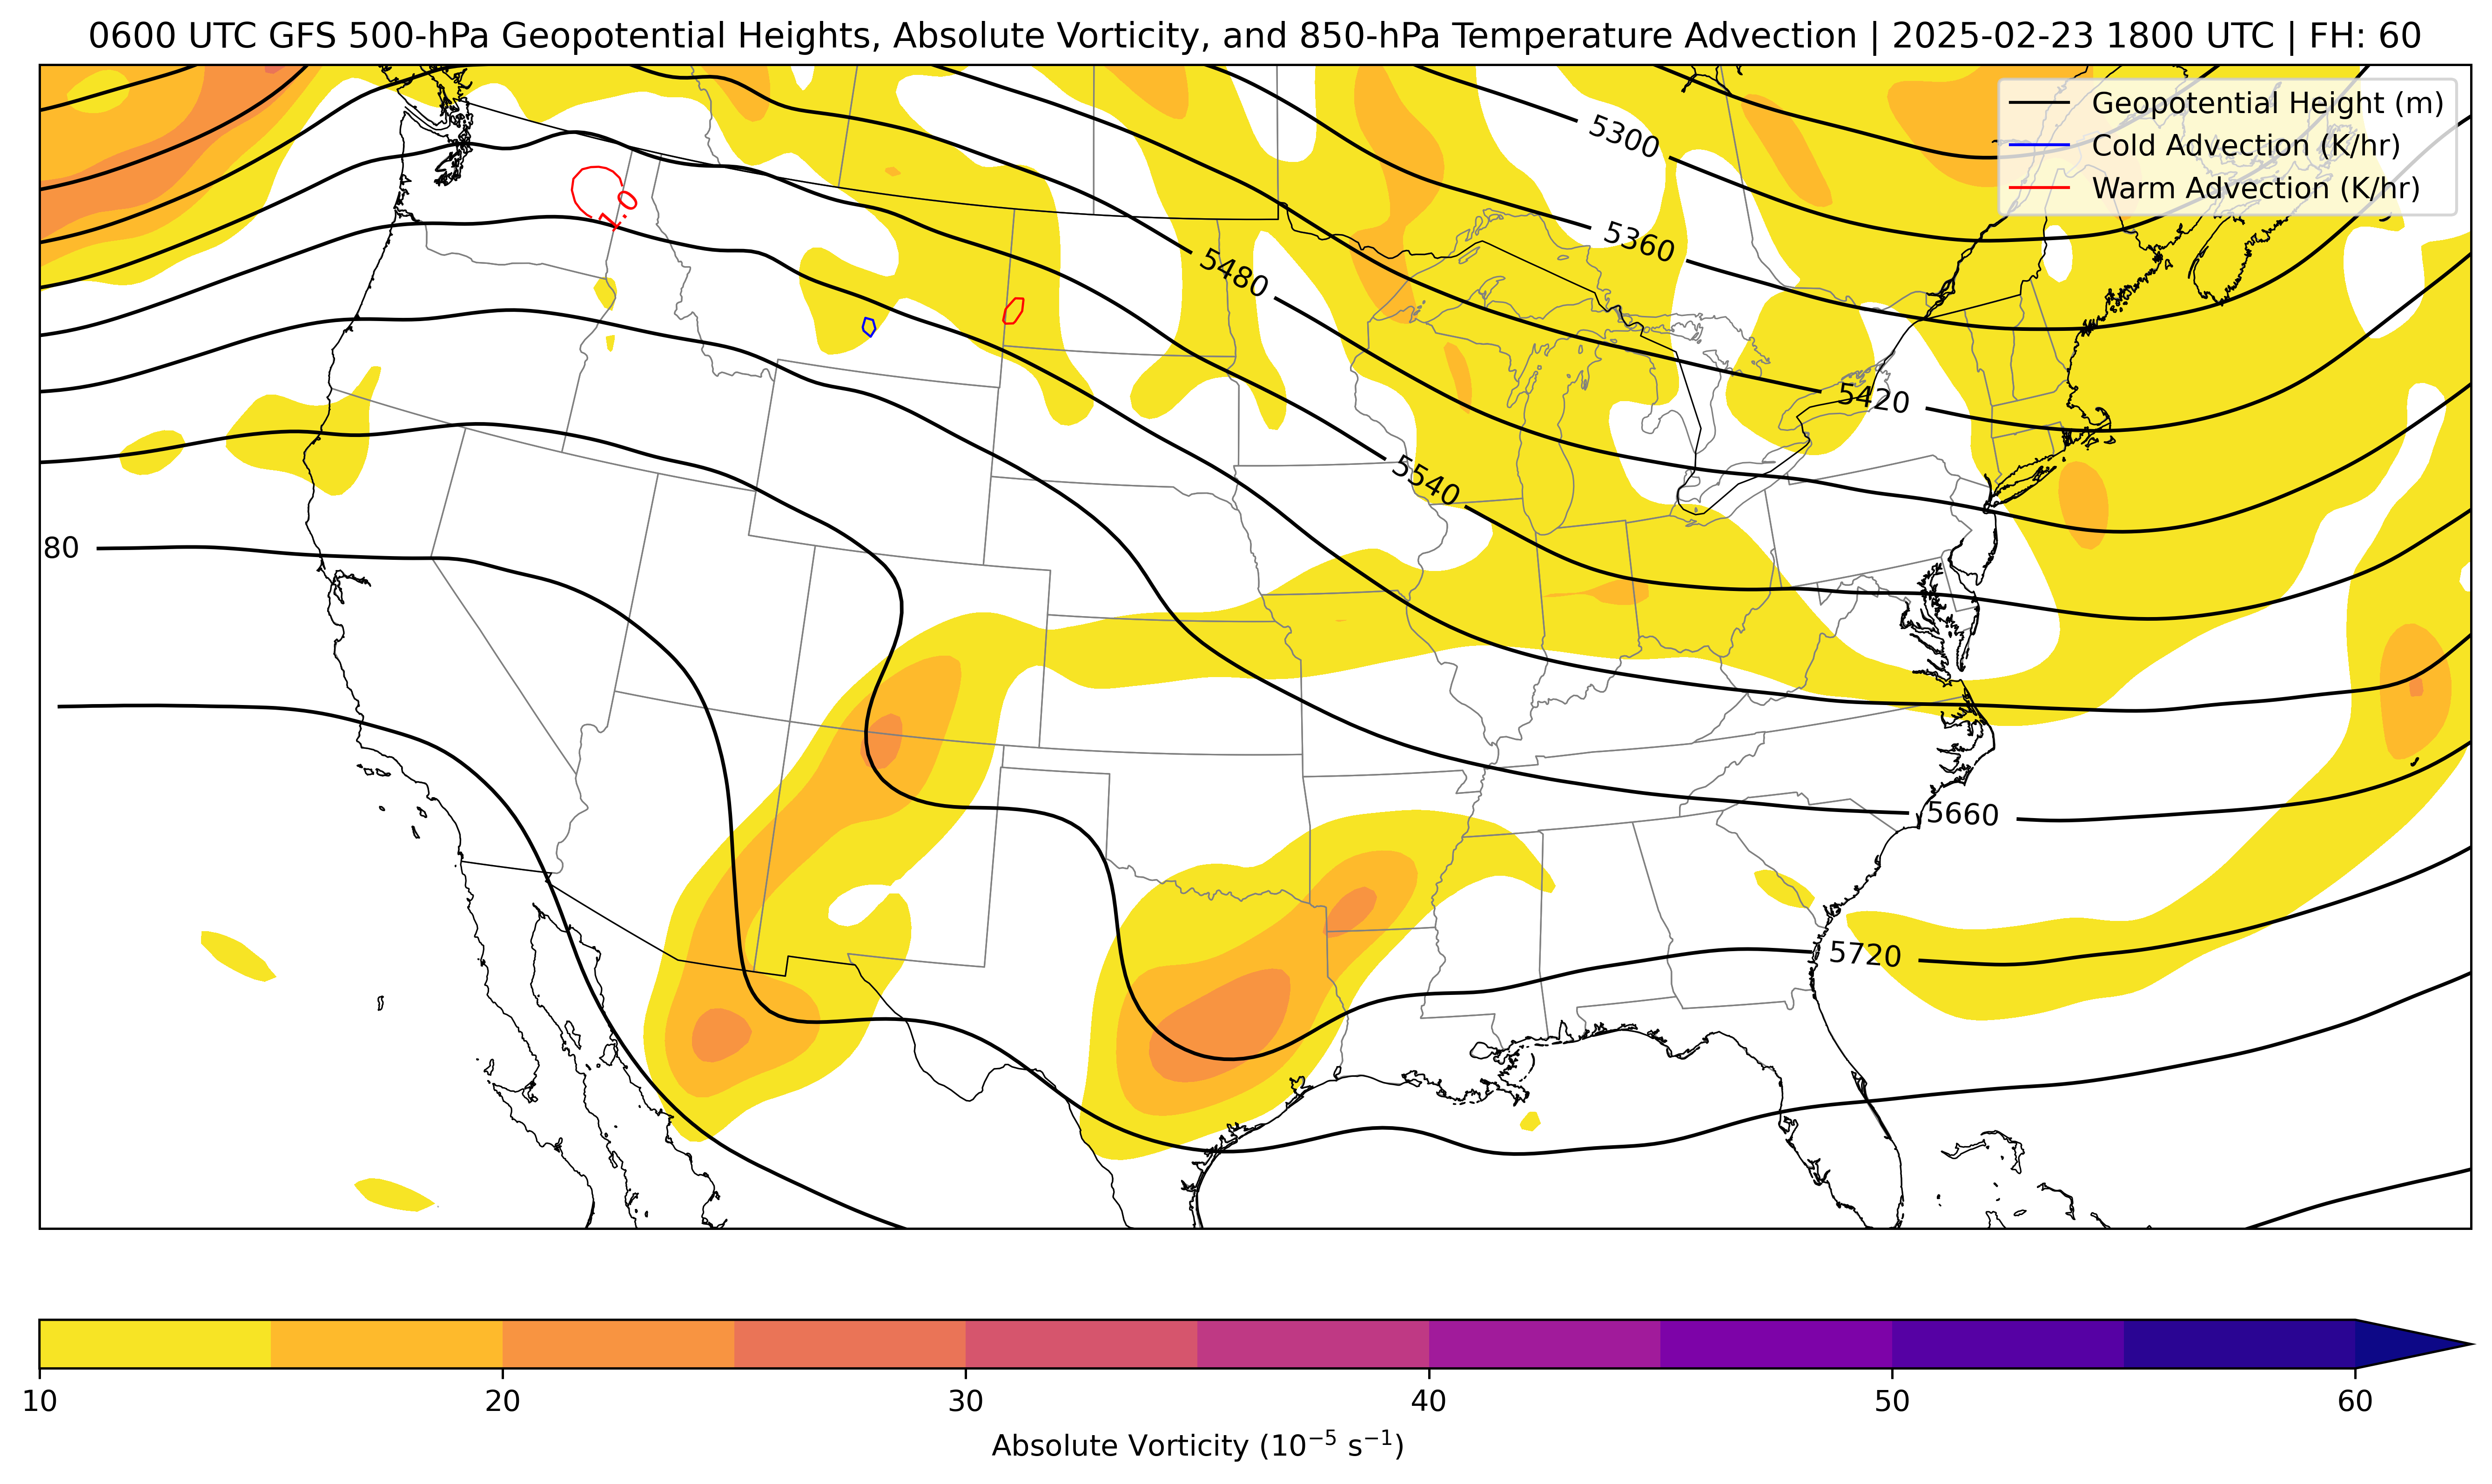 0600 UTC GFS 500-hPa Geopotential Heights, Absolute Vorticity, and 850-hPa Temperature Advection | 2025-02-23 1800 UTC | FH: 60
Geopotential Height (m)
Cold Advection (K/hr)
Warm Advection (K/hr)
5300
1.0
5360
5480
5420
5540
80
5660
5720
10 20 30 40 50 60
Absolute Vorticity (10⁻⁵ s⁻¹)